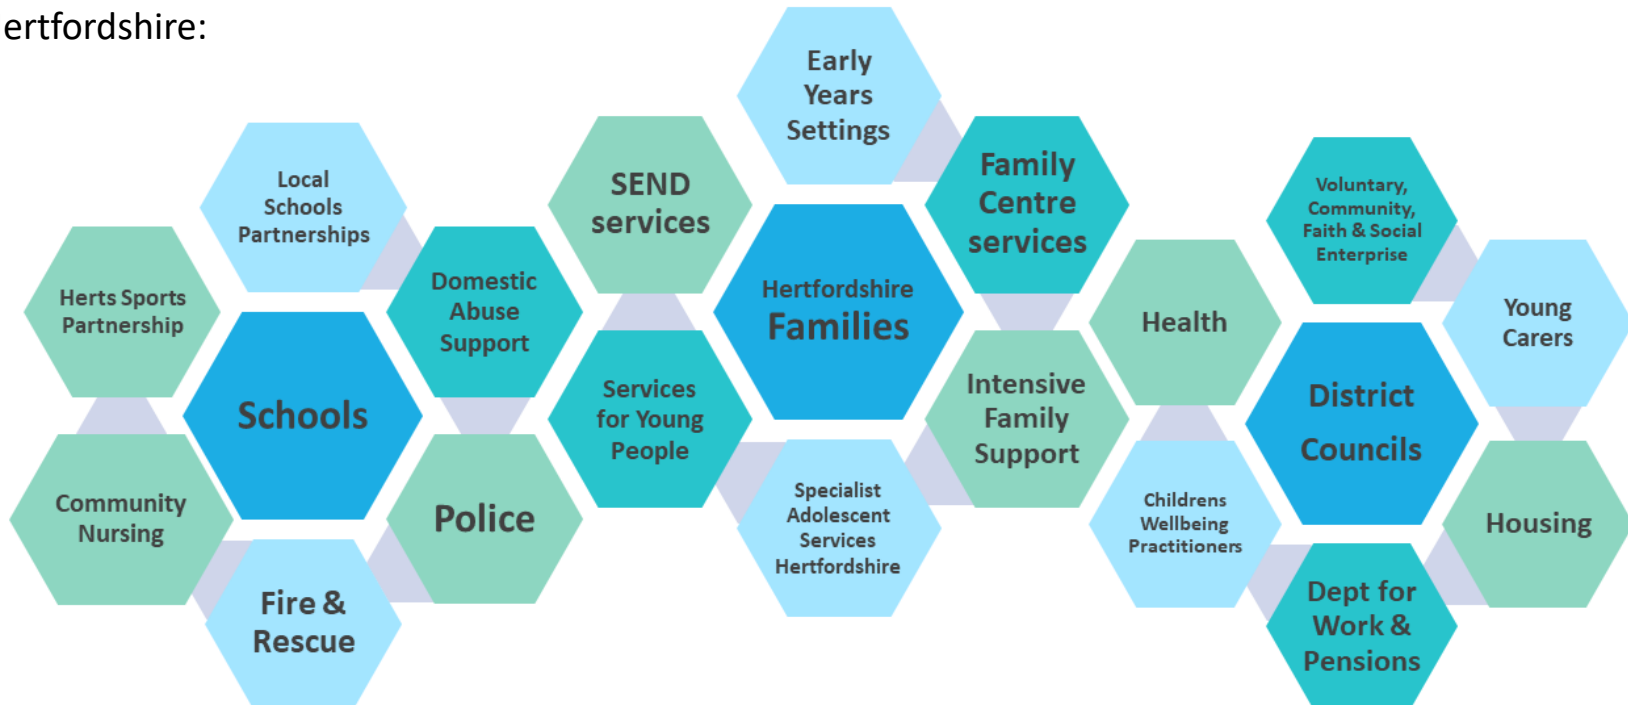 ertfordshire:
Early
Years
Settings
Local
Schools
Partnerships
SEND
services
Family
Centre
services
Voluntary,
Community,
Faith & Social
Enterprise
Herts Sports
Partnership
Domestic
Abuse
Support
Hertfordshire
Families
Health
Young
Carers
Schools
Services
for Young
People
Intensive
Family
Support
District
Councils
Community
Nursing
Police
Specialist
Adolescent
Services
Hertfordshire
Childrens
Wellbeing
Practitioners
Housing
Fire &
Rescue
Dept for
Work &
Pensions